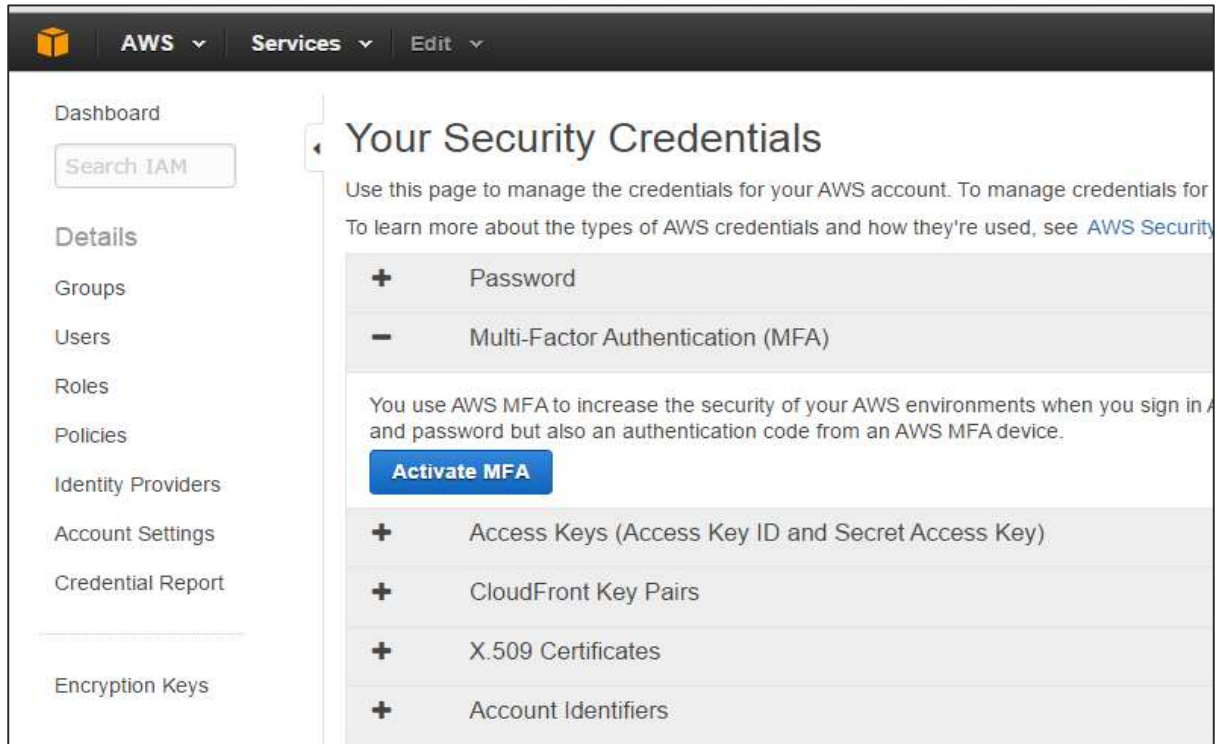 AWS Services Edit
Dashboard
Search IAM
Details
Groups
Users
Roles
Policies
Identity Providers
Account Settings
Credential Report
Encryption Keys
Your Security Credentials
Use this page to manage the credentials for your AWS account. To manage credentials for
To learn more about the types of AWS credentials and how they're used, see AWS Security
Password
Multi-Factor Authentication (MFA)
You use AWS MFA to increase the security of your AWS environments when you sign in
and password but also an authentication code from an AWS MFA device.
Activate MFA
Access Keys (Access Key ID and Secret Access Key)
CloudFront Key Pairs
X.509 Certificates
Account Identifiers